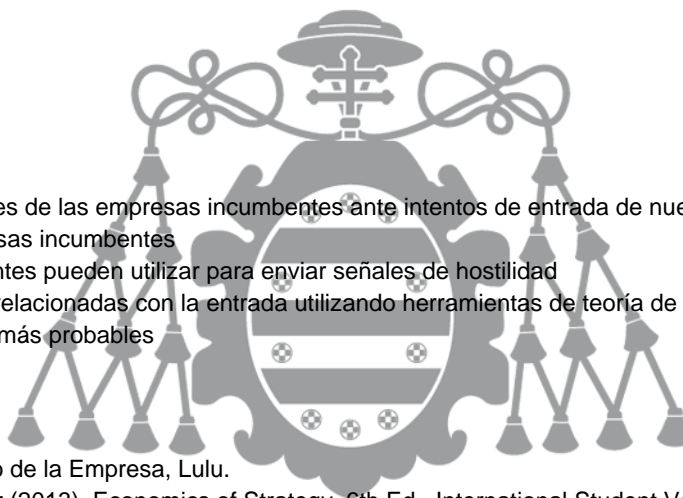 es de las empresas incumbentes ante intentos de entrada de nue
sas incumbentes
ntes pueden utilizar para enviar señales de hostilidad
relacionadas con la entrada utilizando herramientas de teoría de
más probables
o de la Empresa, Lulu.
(2013). Economics of Strategy, 6th Ed., International Student